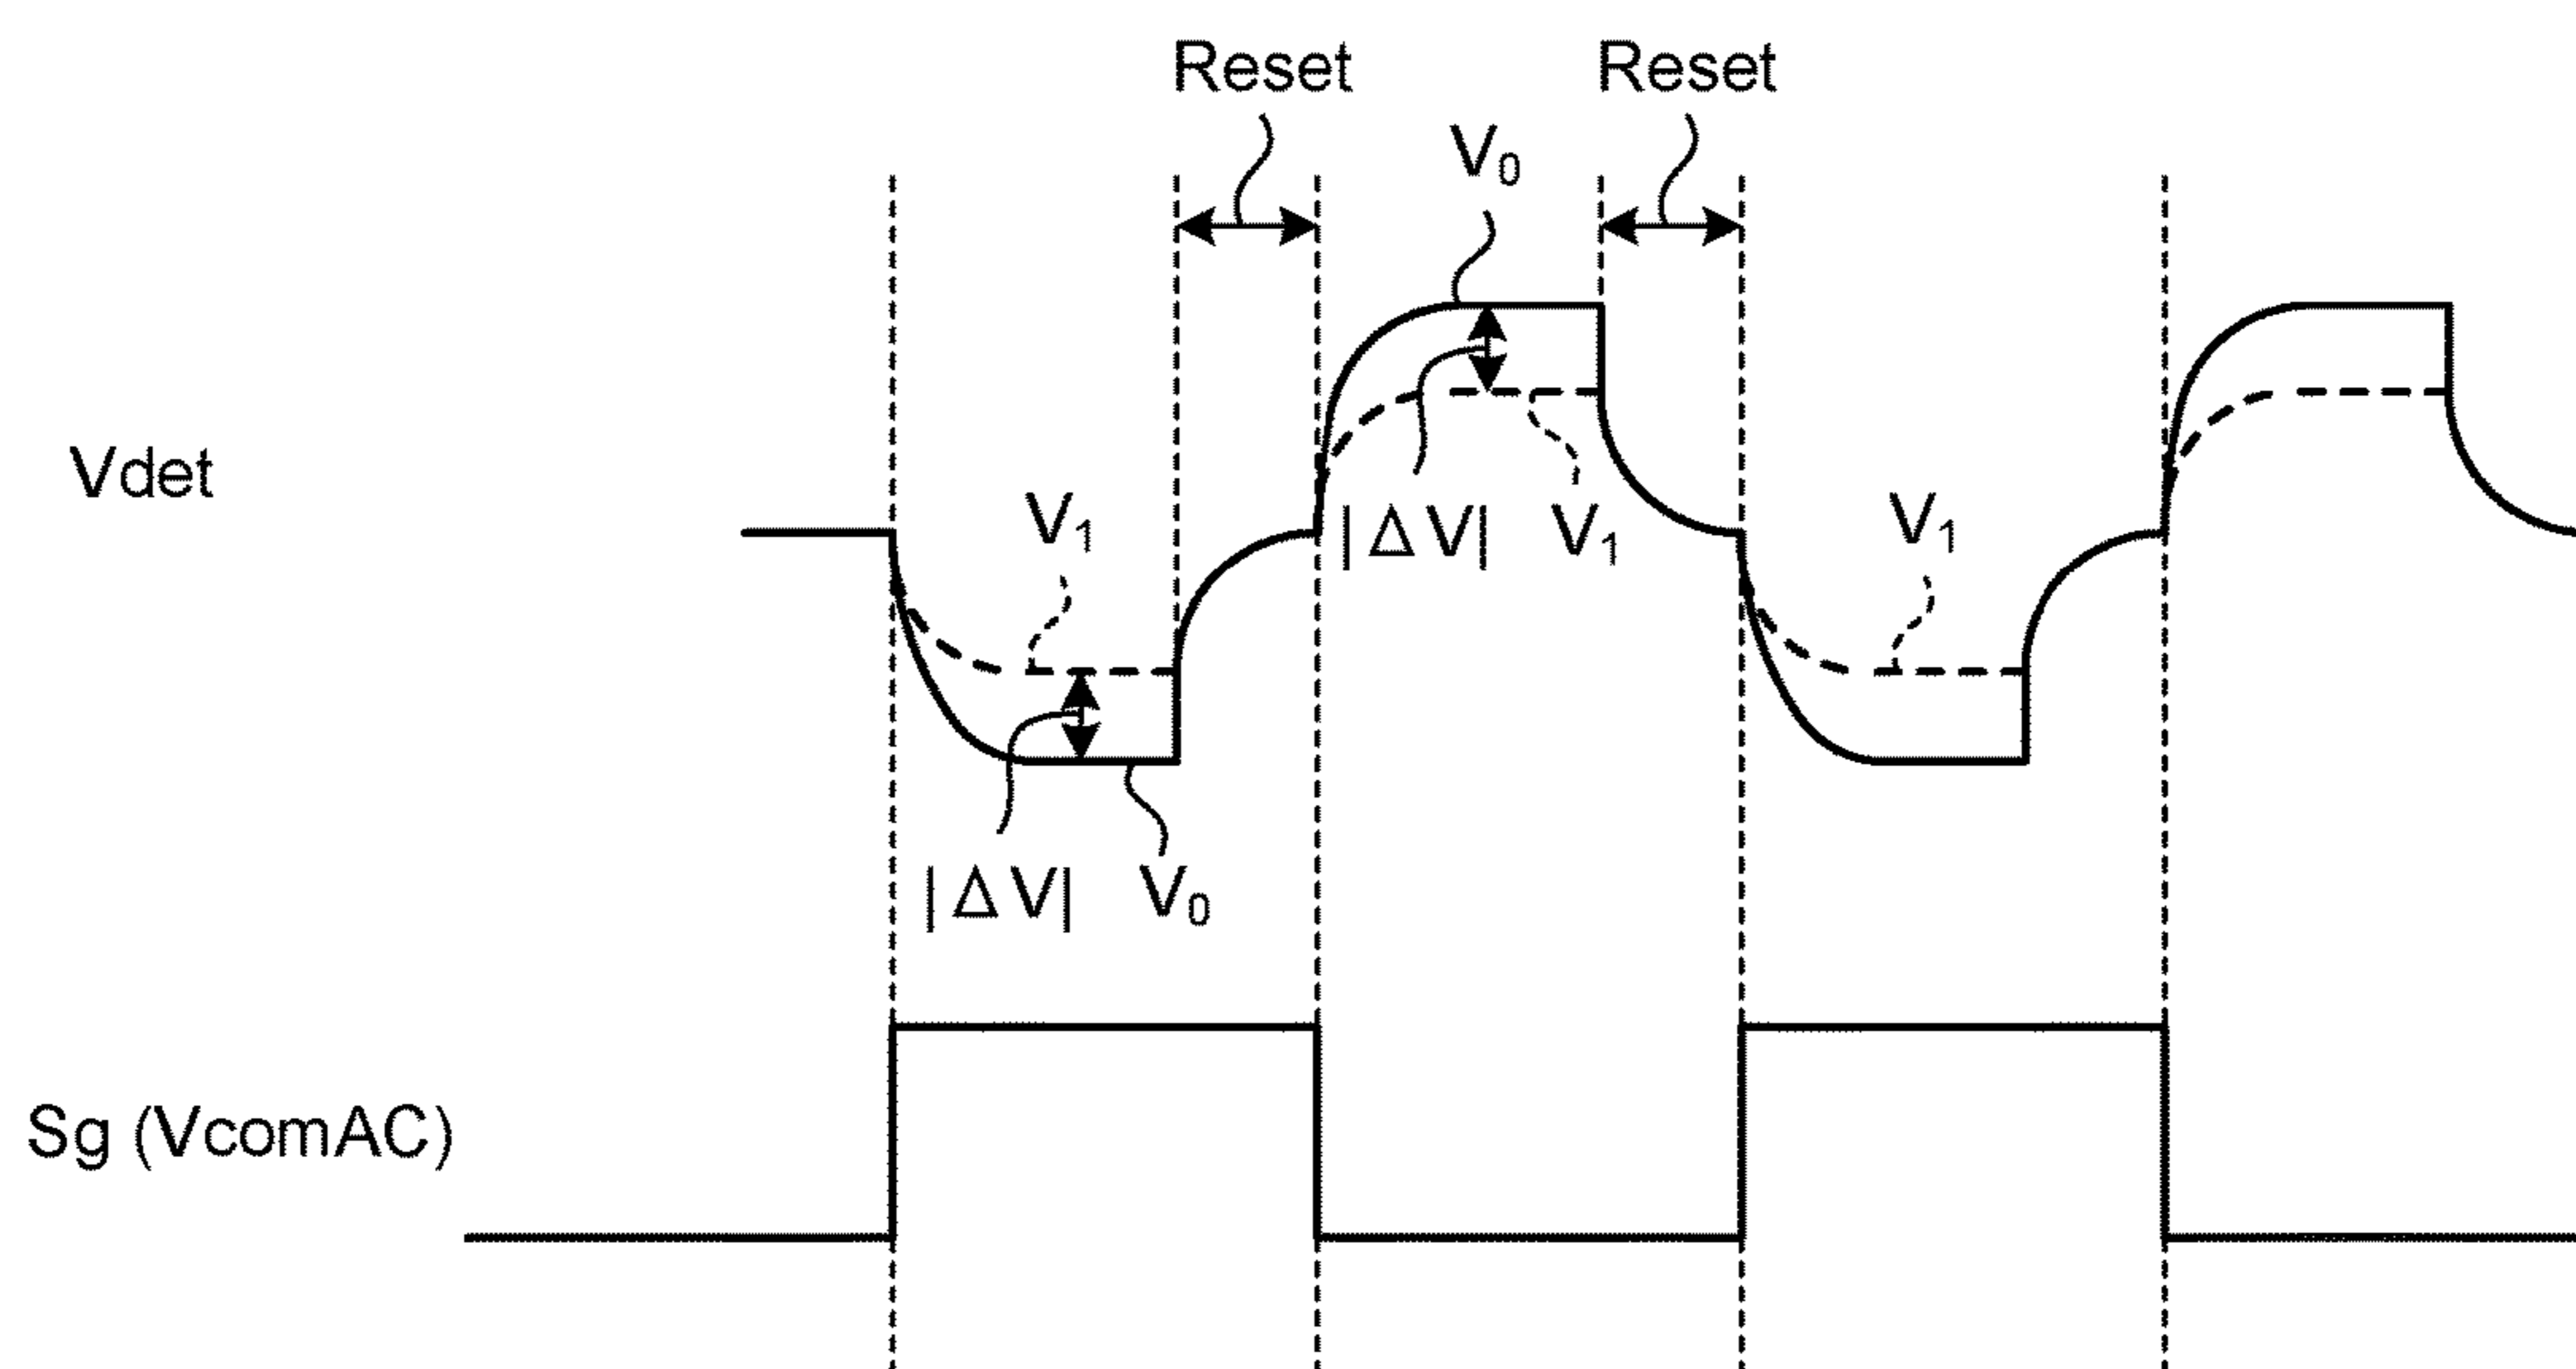 Reset Reset
V₀
Vdet
V₁ |ΔV| V₁ V₁
|ΔV| V₀
Sg (VcomAC)